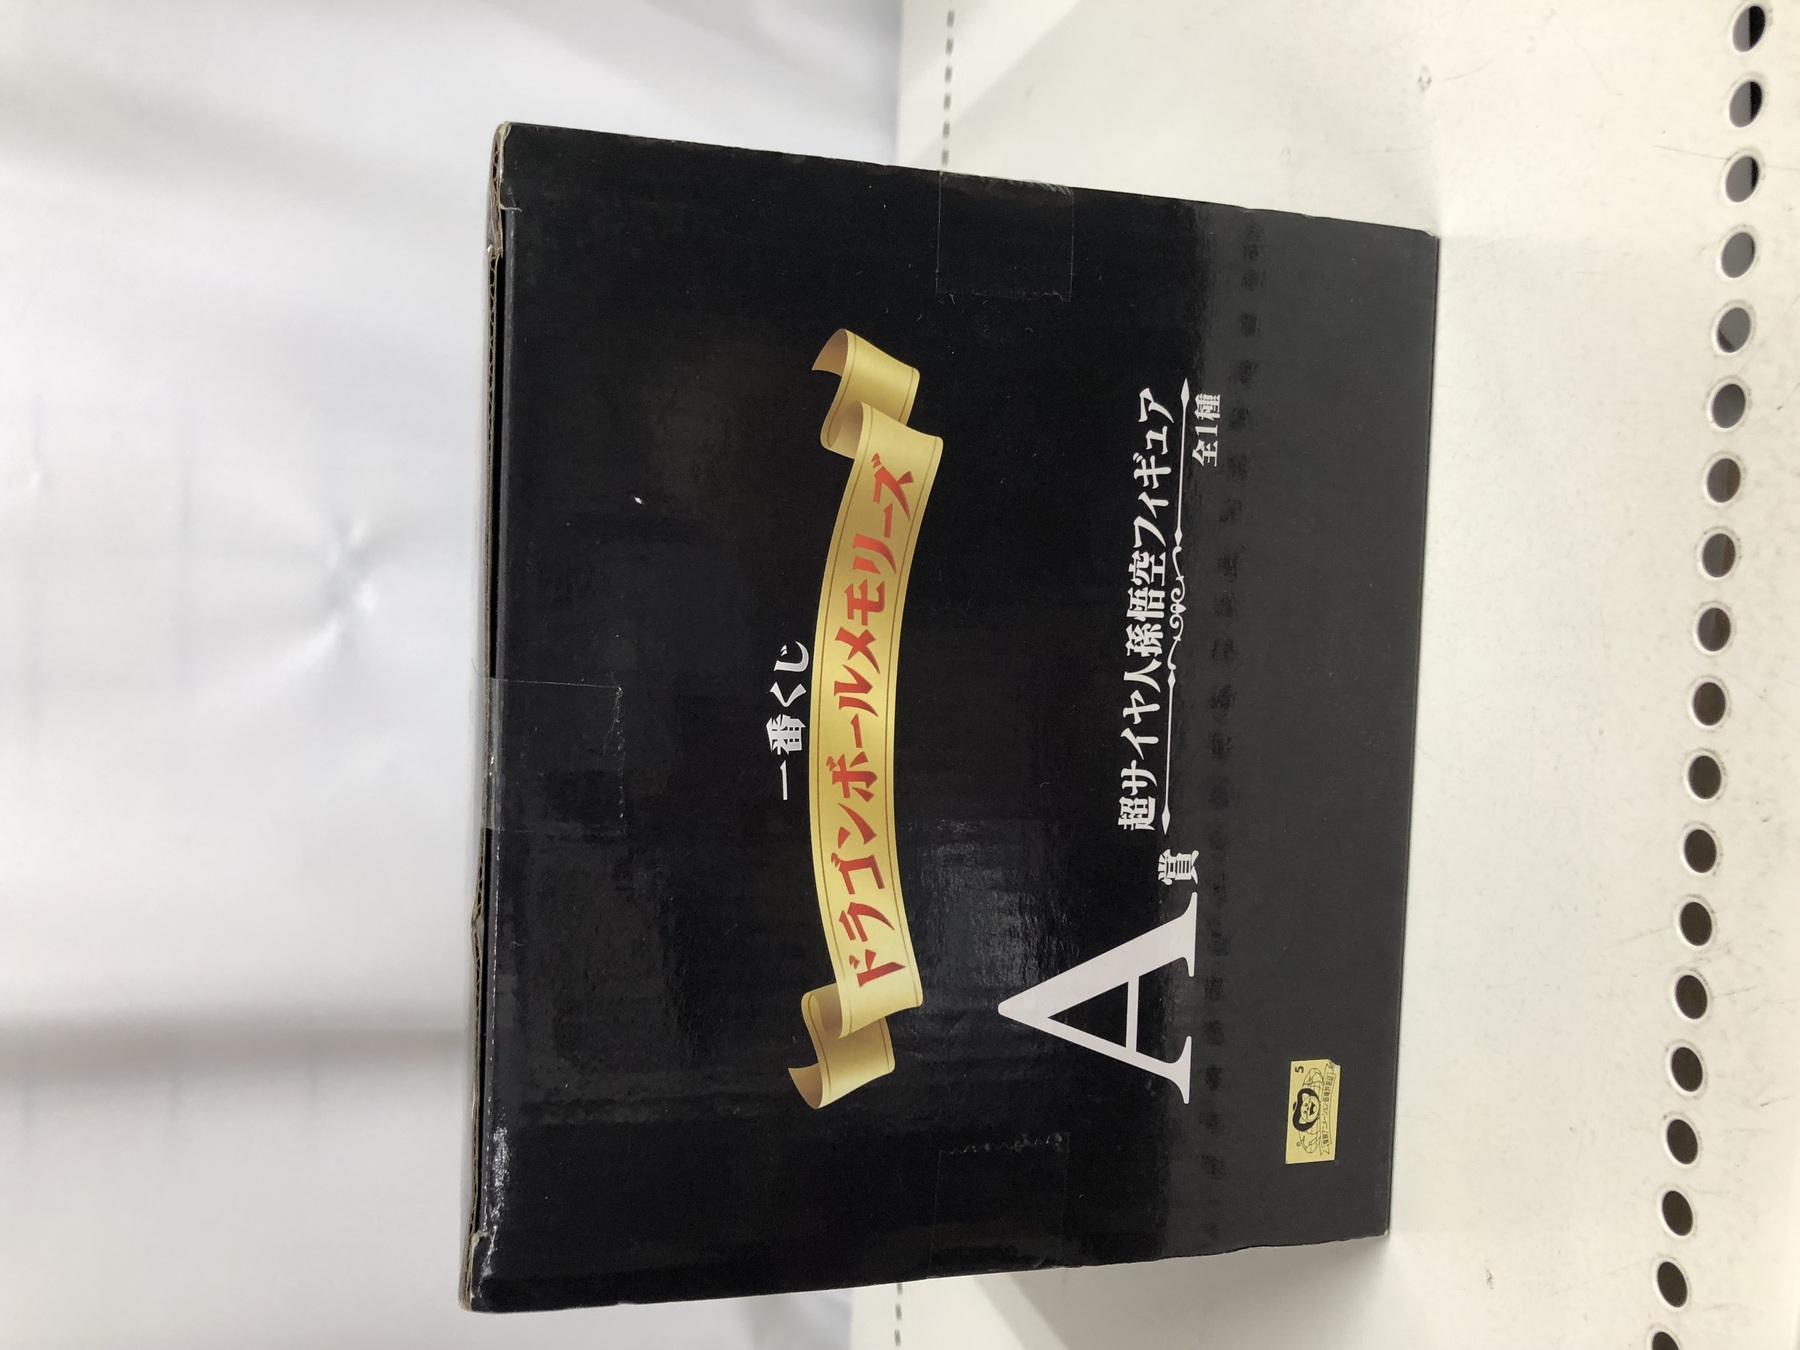 一番くじ
ドラゴンボールメモリーズ
A賞
超サイヤ人孫悟空フィギュア
全1種
5